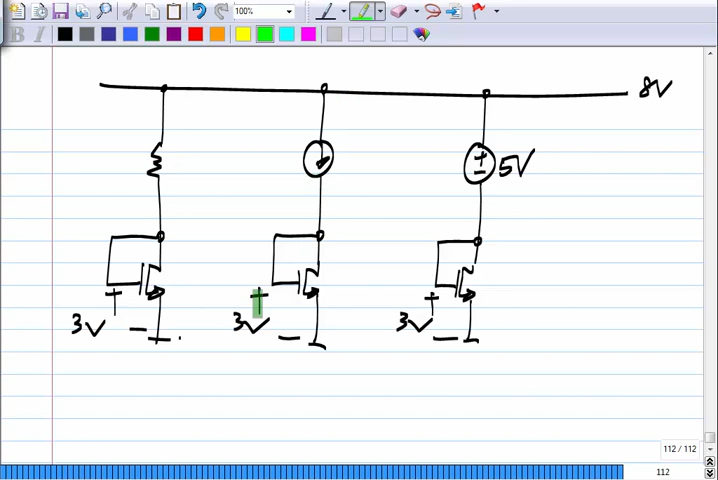 100%
B I
8V
+
-
5V
+
-
3V
+
-
3V
+
-
3V
112 / 112
112